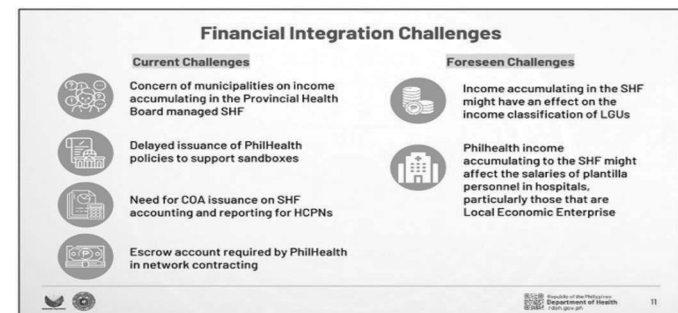 Financial Integration Challenges
Current Challenges
Concern of municipalities on income
accumulating in the Provincial Health
Board managed SHF
Delayed issuance of PhilHealth
policies to support sandboxes
Need for COA issuance on SHF
accounting and reporting for HCPNs
Escrow account required by PhilHealth
in network contracting
Foreseen Challenges
Income accumulating in the SHF
might have an effect on the
income classification of LGUs
Philhealth income
accumulating to the SHF might
affect the salaries of plantilla
personnel in hospitals,
particularly those that are
Local Economic Enterprise
Republic of the Philippines
Department of Health
11